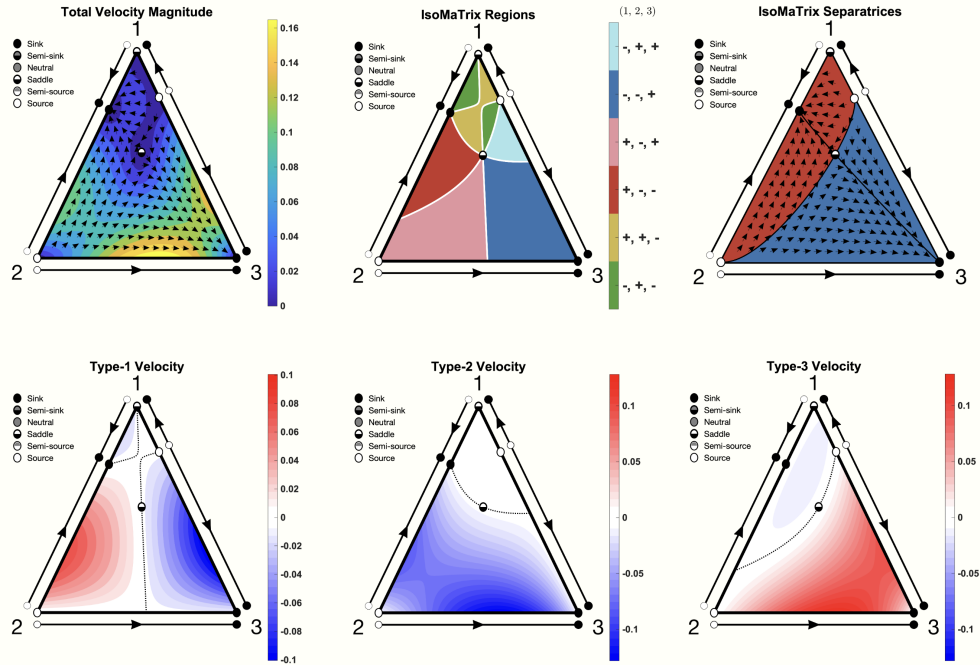 Total Velocity Magnitude
1
Sink
Semi-sink
Neutral
Saddle
Semi-source
Source
2
3
0.16
0.14
0.12
0.10
0.08
0.06
0.04
0.02
0
IsoMaTrix Regions
1
Sink
Semi-sink
Neutral
Saddle
Semi-source
Source
2
3
(1, 2, 3)
-, +, +
-, -, +
+, -, +
+, -, -
+, +, -
-, +, -
IsoMaTrix Separatrices
1
Sink
Semi-sink
Neutral
Saddle
Semi-source
Source
2
3
Type-1 Velocity
1
Sink
Semi-sink
Neutral
Saddle
Semi-source
Source
2
3
0.1
0.08
0.06
0.04
0.02
0
-0.02
-0.04
-0.06
-0.08
-0.1
Type-2 Velocity
1
Sink
Semi-sink
Neutral
Saddle
Semi-source
Source
2
3
0.1
0.05
0
-0.05
-0.1
Type-3 Velocity
1
Sink
Semi-sink
Neutral
Saddle
Semi-source
Source
2
3
0.1
0.05
0
-0.05
-0.1